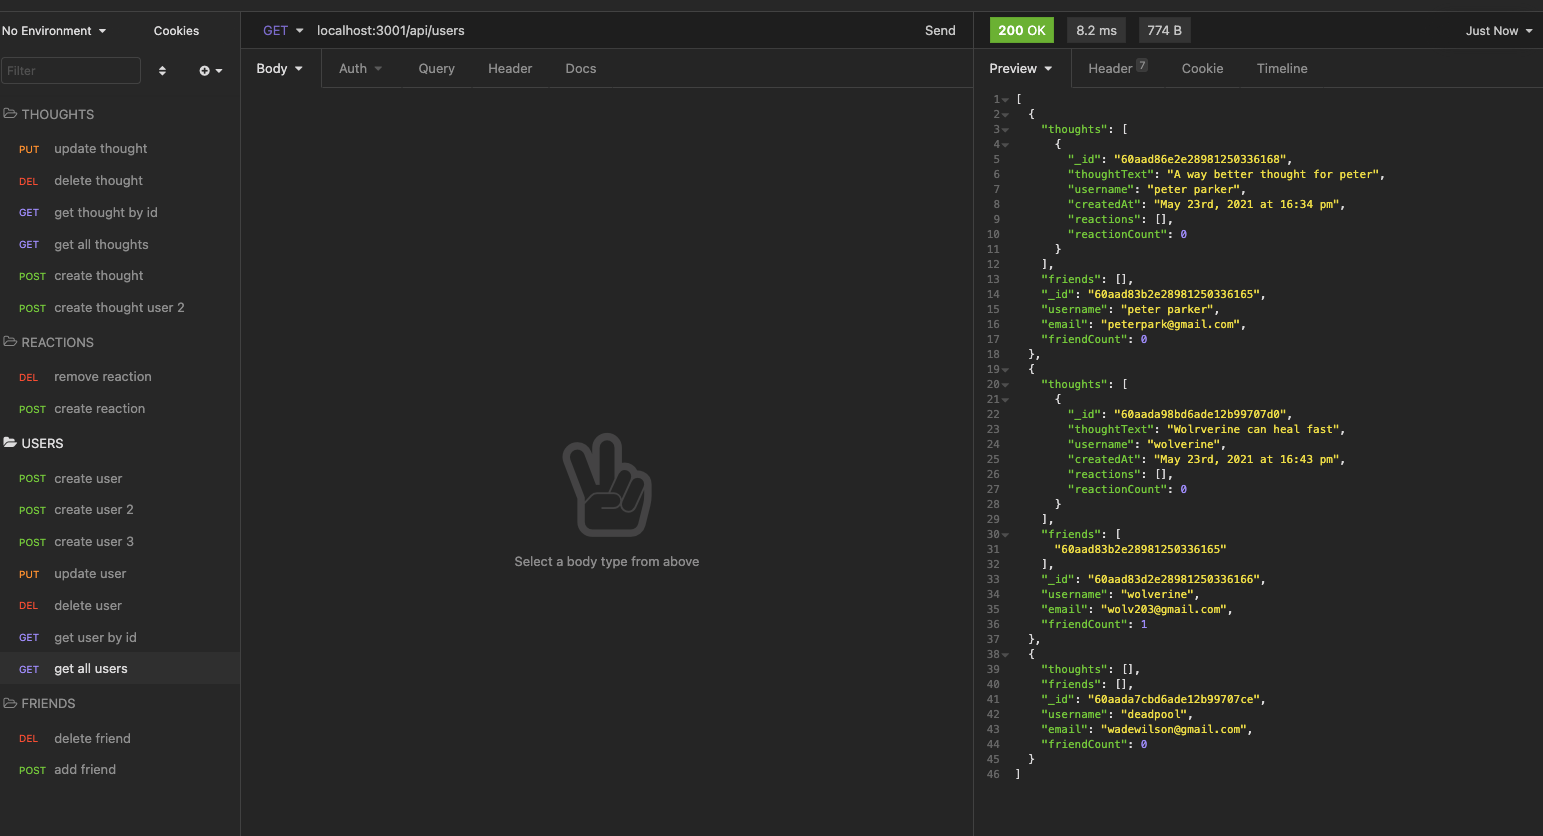 No Environment
Cookies
Filter
THOUGHTS
PUT update thought
DEL delete thought
GET get thought by id
GET get all thoughts
POST create thought
POST create thought user 2
REACTIONS
DEL remove reaction
POST create reaction
USERS
POST create user
POST create user 2
POST create user 3
PUT update user
DEL delete user
GET get user by id
GET get all users
FRIENDS
DEL delete friend
POST add friend
GET localhost:3001/api/users Send
Body Auth Query Header Docs
Select a body type from above
200 OK 8.2 ms 774 B Just Now
Preview Header 7 Cookie Timeline
1 [
2 {
3 "thoughts": [
4 {
5 "_id": "60aad86e2e28981250336168",
6 "thoughtText": "A way better thought for peter",
7 "username": "peter parker",
8 "createdAt": "May 23rd, 2021 at 16:34 pm",
9 "reactions": [],
10 "reactionCount": 0
11 }
12 ],
13 "friends": [],
14 "_id": "60aad83b2e28981250336165",
15 "username": "peter parker",
16 "email": "peterpark@gmail.com",
17 "friendCount": 0
18 },
19 {
20 "thoughts": [
21 {
22 "_id": "60aada98bd6ade12b99707d0",
23 "thoughtText": "Wolrverine can heal fast",
24 "username": "wolverine",
25 "createdAt": "May 23rd, 2021 at 16:43 pm",
26 "reactions": [],
27 "reactionCount": 0
28 }
29 ],
30 "friends": [
31 "60aad83b2e28981250336165"
32 ],
33 "_id": "60aad83d2e28981250336166",
34 "username": "wolverine",
35 "email": "wolv203@gmail.com",
36 "friendCount": 1
37 },
38 {
39 "thoughts": [],
40 "friends": [],
41 "_id": "60aada7cbd6ade12b99707ce",
42 "username": "deadpool",
43 "email": "wadewilson@gmail.com",
44 "friendCount": 0
45 }
46 ]